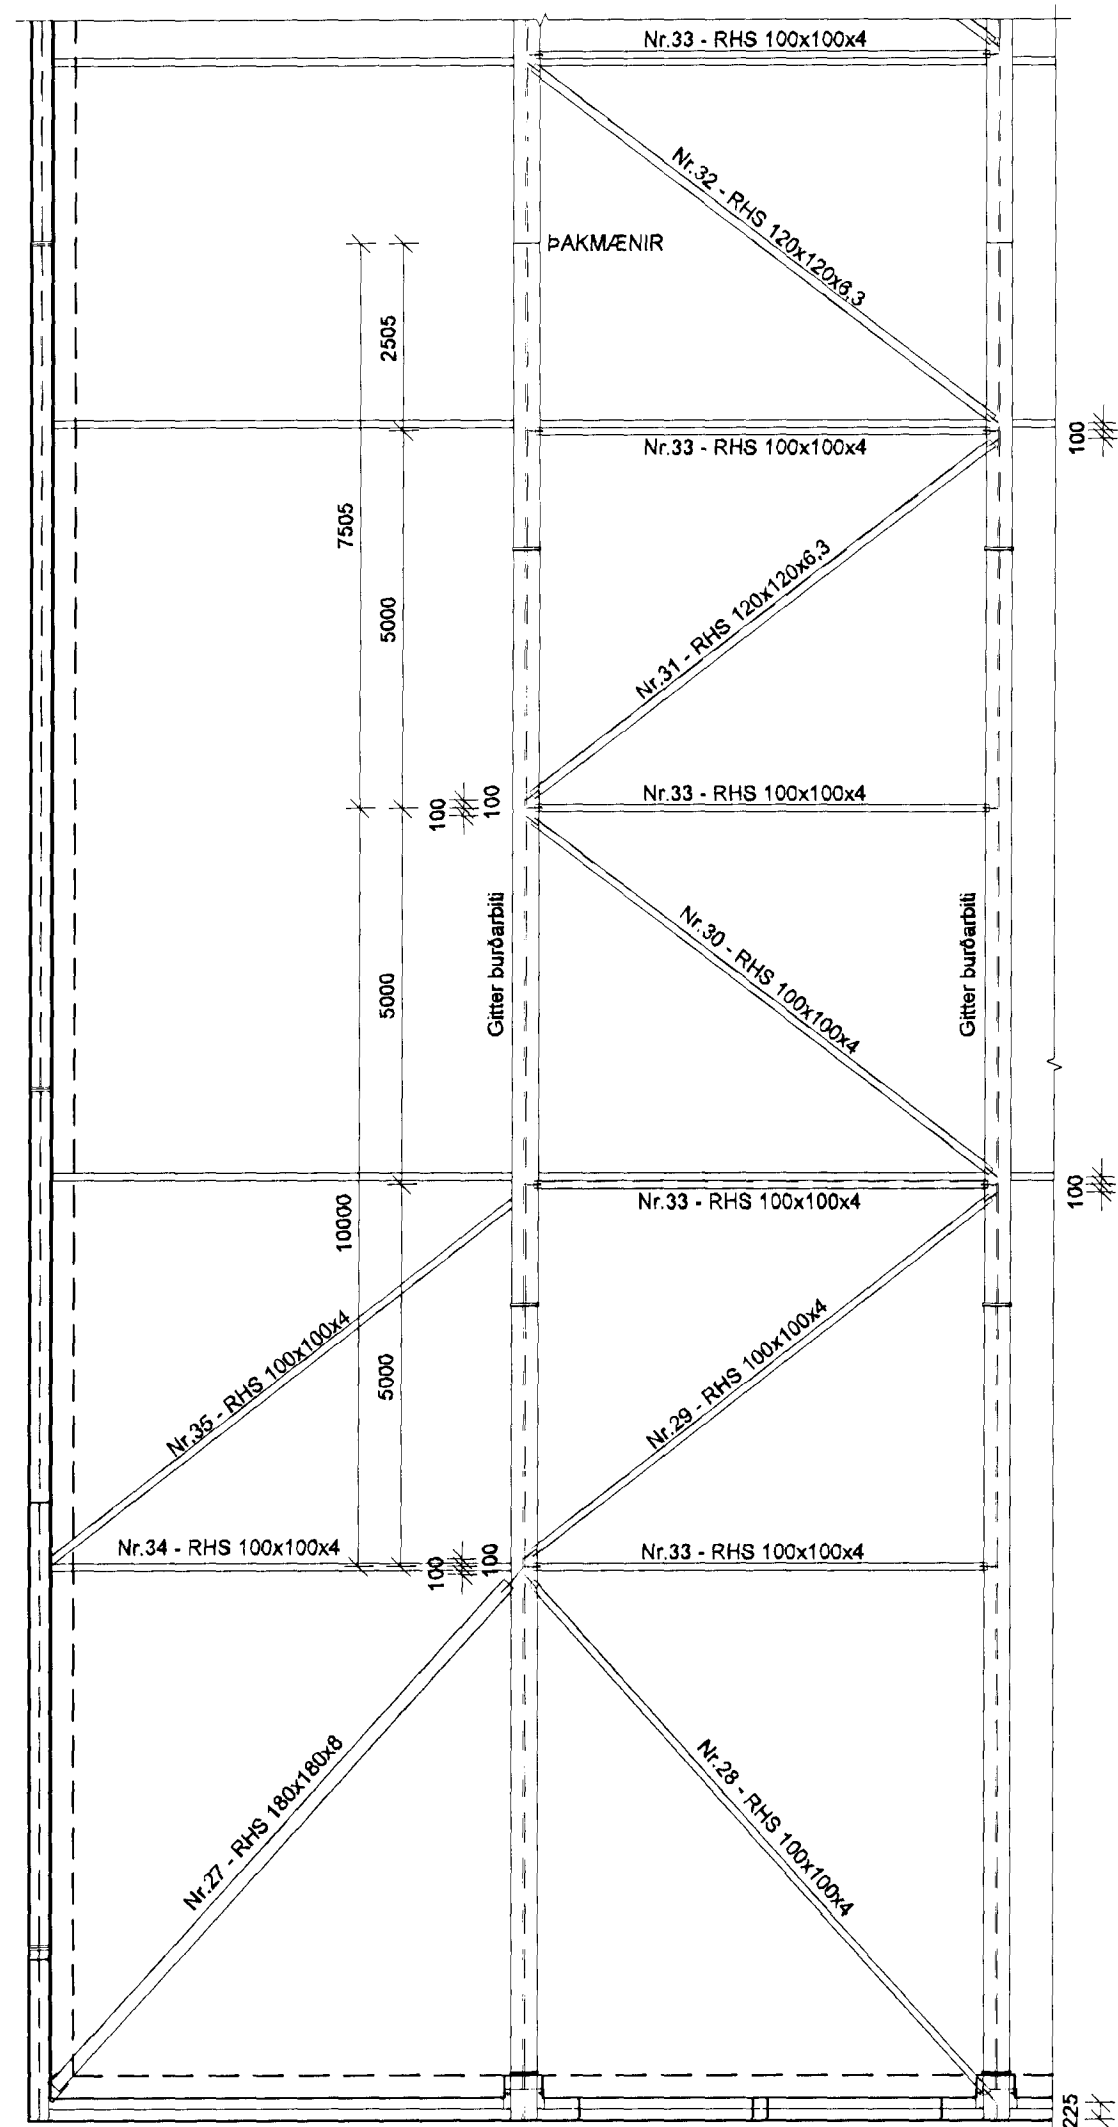 Nr.33 - RHS 100x100x4
Nr.32 - RHS 120x120x6,3
ÞAKMÆNIR
2505
Nr.33 - RHS 100x100x4
100
7505
5000
Nr.31 - RHS 120x120x6,3
Nr.33 - RHS 100x100x4
100
100
Gitter burðarbiti
Gitter burðarbiti
Nr.30 - RHS 100x100x4
5000
Nr.33 - RHS 100x100x4
100
10000
5000
Nr.35 - RHS 100x100x4
Nr.29 - RHS 100x100x4
Nr.34 - RHS 100x100x4
Nr.33 - RHS 100x100x4
100
100
Nr.27 - RHS 180x180x8
Nr.28 - RHS 100x100x4
225